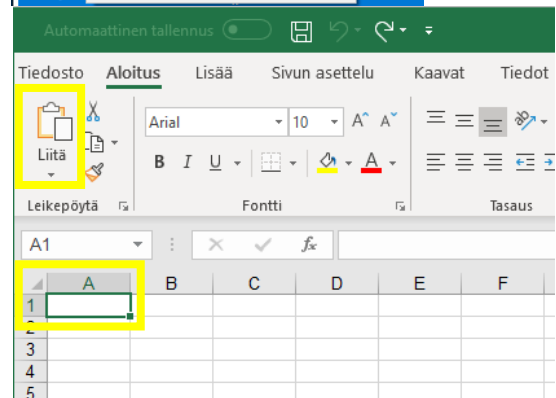 Automaattinen tallennus
Tiedosto Aloitus Lisää Sivun asettelu Kaavat Tiedot
Arial 10 A^ Aˇ
Liitä
B I U A
Leikepöytä Fontti Tasaus
A1 fx
A B C D E F
1
2
3
4
5